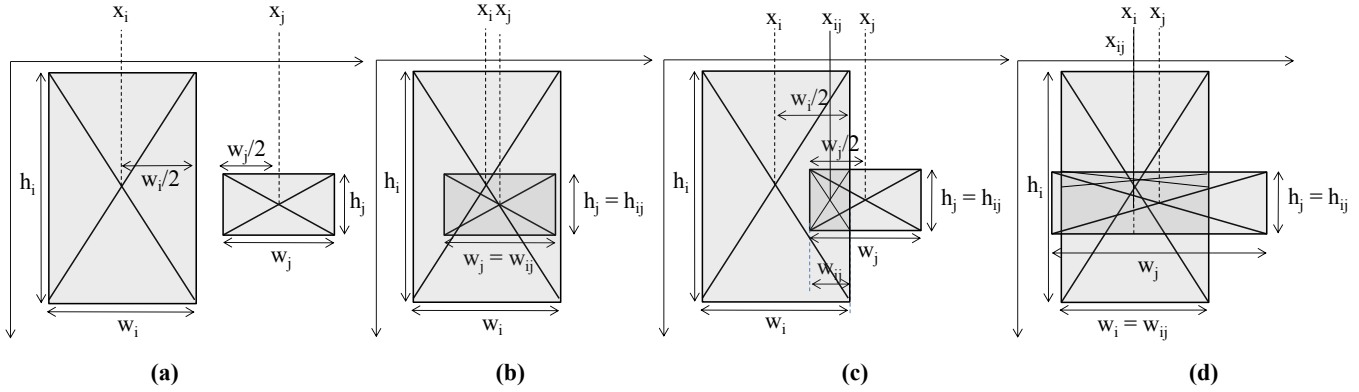 x_i
x_j
h_i
w_i/2
w_j/2
h_j
w_j
w_i
(a)
x_i x_j
h_i
h_j = h_ij
w_j = w_ij
w_i
(b)
x_i
x_ij
x_j
w_i/2
w_j/2
h_i
h_j = h_ij
w_j
w_ij
w_i
(c)
x_i
x_j
x_ij
h_i
h_j = h_ij
w_j
w_i = w_ij
(d)